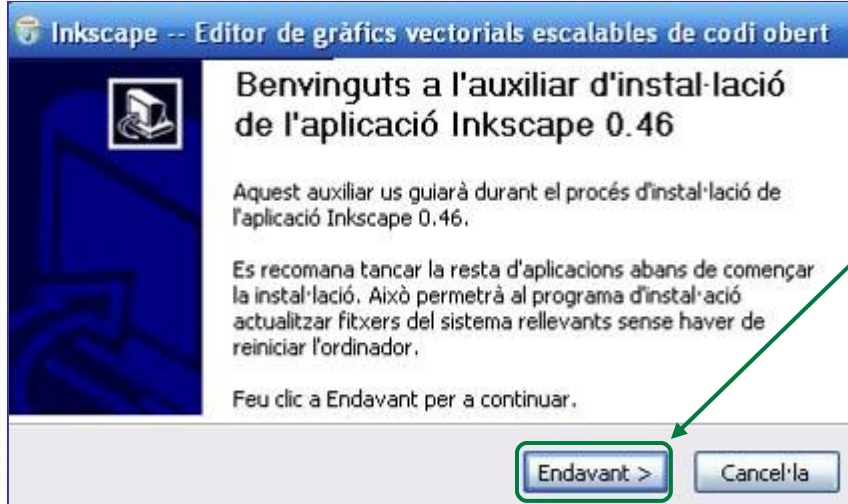 Inkscape -- Editor de gràfics vectorials escalables de codi obert
Benvinguts a l'auxiliar d'instal·lació
de l'aplicació Inkscape 0.46
Aquest auxiliar us guiarà durant el procés d'instal·lació de
l'aplicació Inkscape 0.46.
Es recomana tancar la resta d'aplicacions abans de començar
la instal·lació. Això permetrà al programa d'instal·ació
actualitzar fitxers del sistema rellevants sense haver de
reiniciar l'ordinador.
Feu clic a Endavant per a continuar.
Endavant >
Cancel·la